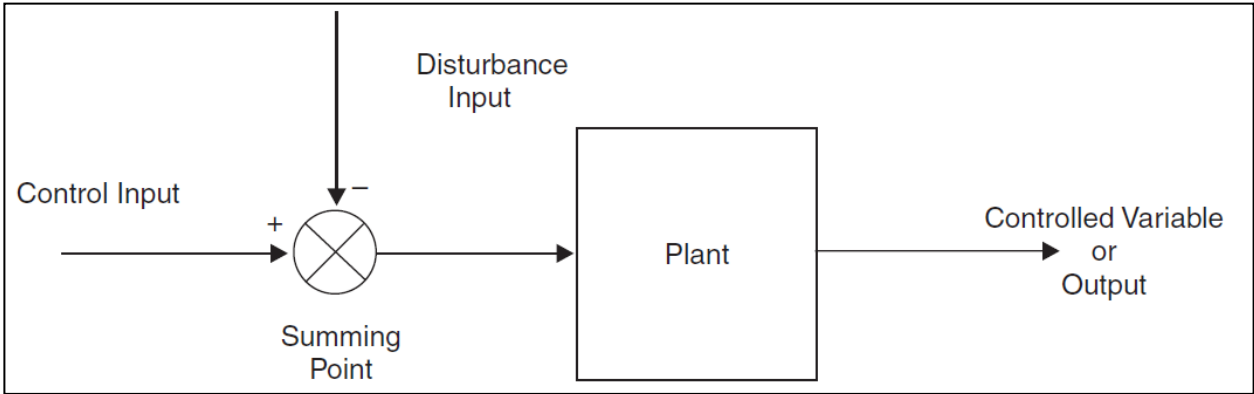 Disturbance
Input
Control Input
−
+
Plant
Controlled Variable
or
Output
Summing
Point